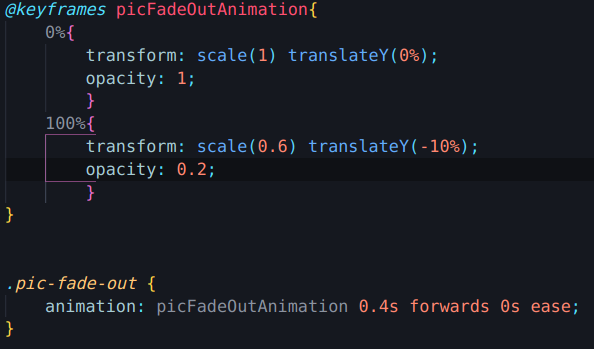 @keyframes picFadeOutAnimation{
    0%{
        transform: scale(1) translateY(0%);
        opacity: 1;
        }
    100%{
        transform: scale(0.6) translateY(-10%);
        opacity: 0.2;
        }
}
.pic-fade-out {
    animation: picFadeOutAnimation 0.4s forwards 0s ease;
}